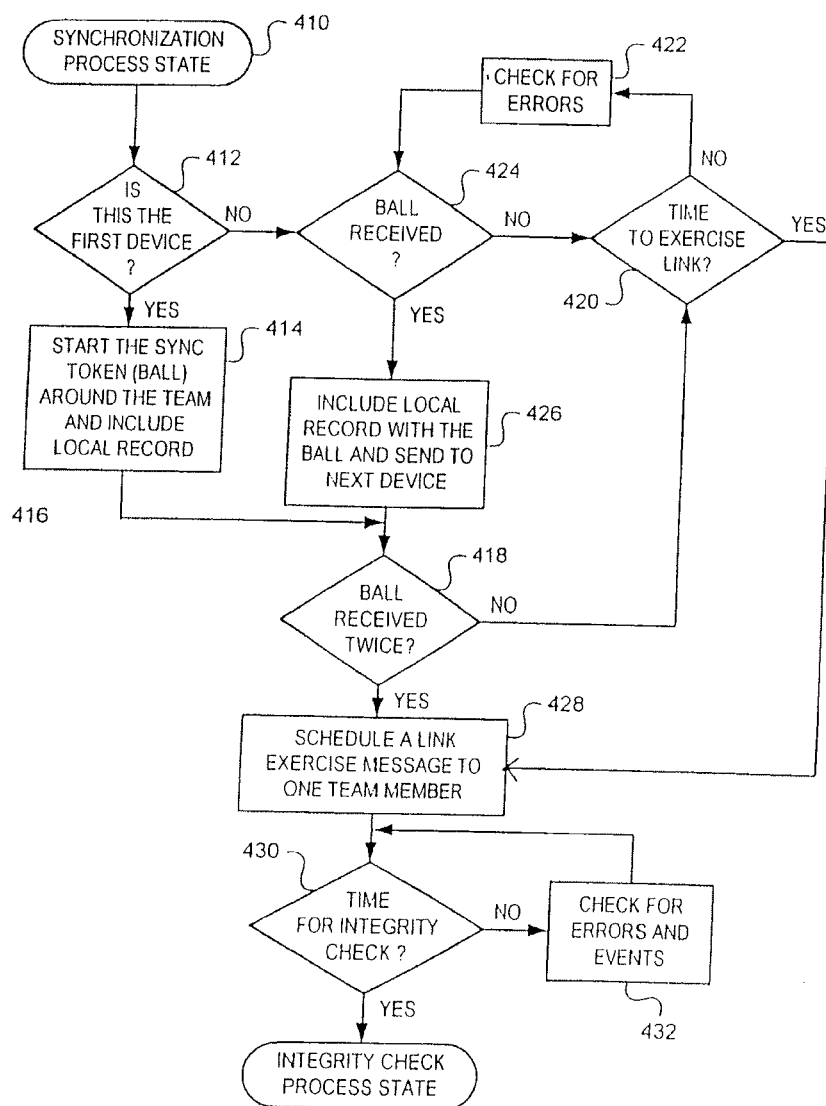 SYNCHRONIZATION
PROCESS STATE
410
422
CHECK FOR
ERRORS
412
IS
THIS THE
FIRST DEVICE
?
NO
YES
424
BALL
RECEIVED
?
NO
YES
NO
TIME
TO EXERCISE
LINK?
YES
420
414
START THE SYNC
TOKEN (BALL)
AROUND THE TEAM
AND INCLUDE
LOCAL RECORD
INCLUDE LOCAL
RECORD WITH THE
BALL AND SEND TO
NEXT DEVICE
426
416
418
BALL
RECEIVED
TWICE?
NO
YES
428
SCHEDULE A LINK
EXERCISE MESSAGE TO
ONE TEAM MEMBER
430
TIME
FOR INTEGRITY
CHECK ?
NO
YES
CHECK FOR
ERRORS AND
EVENTS
432
INTEGRITY CHECK
PROCESS STATE